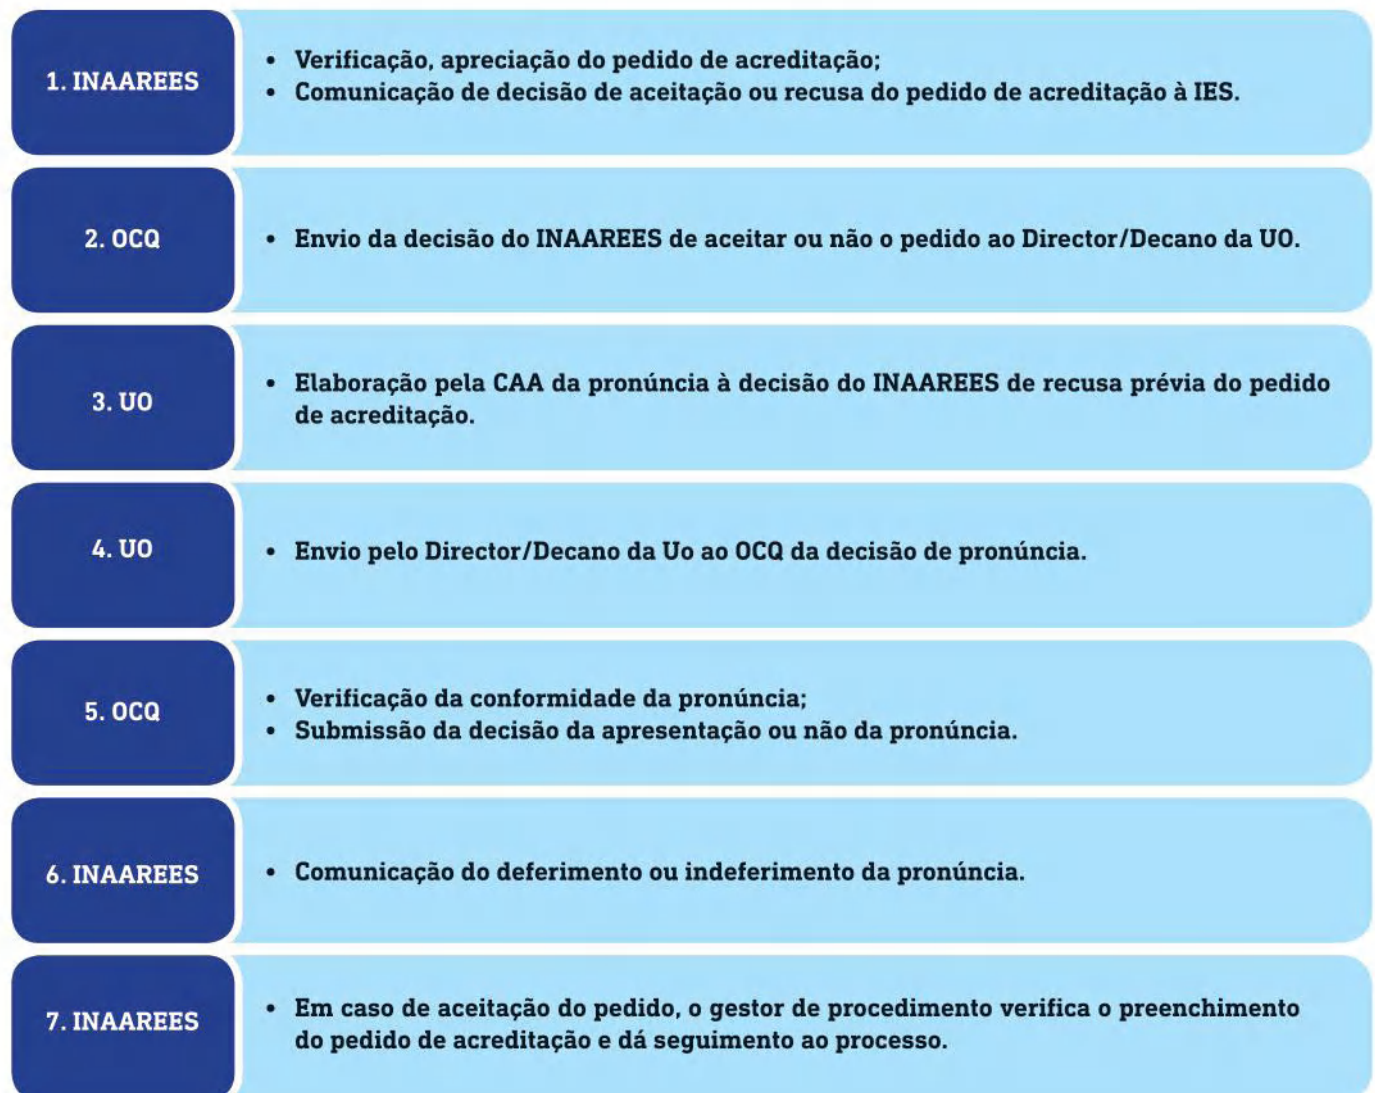 1. INAAREES
• Verificação, apreciação do pedido de acreditação;
• Comunicação de decisão de aceitação ou recusa do pedido de acreditação à IES.
2. OCQ
• Envio da decisão do INAAREES de aceitar ou não o pedido ao Director/Decano da UO.
3. UO
• Elaboração pela CAA da pronúncia à decisão do INAAREES de recusa prévia do pedido
de acreditação.
4. UO
• Envio pelo Director/Decano da Uo ao OCQ da decisão de pronúncia.
5. OCQ
• Verificação da conformidade da pronúncia;
• Submissão da decisão da apresentação ou não da pronúncia.
6. INAAREES
• Comunicação do deferimento ou indeferimento da pronúncia.
7. INAAREES
• Em caso de aceitação do pedido, o gestor de procedimento verifica o preenchimento
do pedido de acreditação e dá seguimento ao processo.